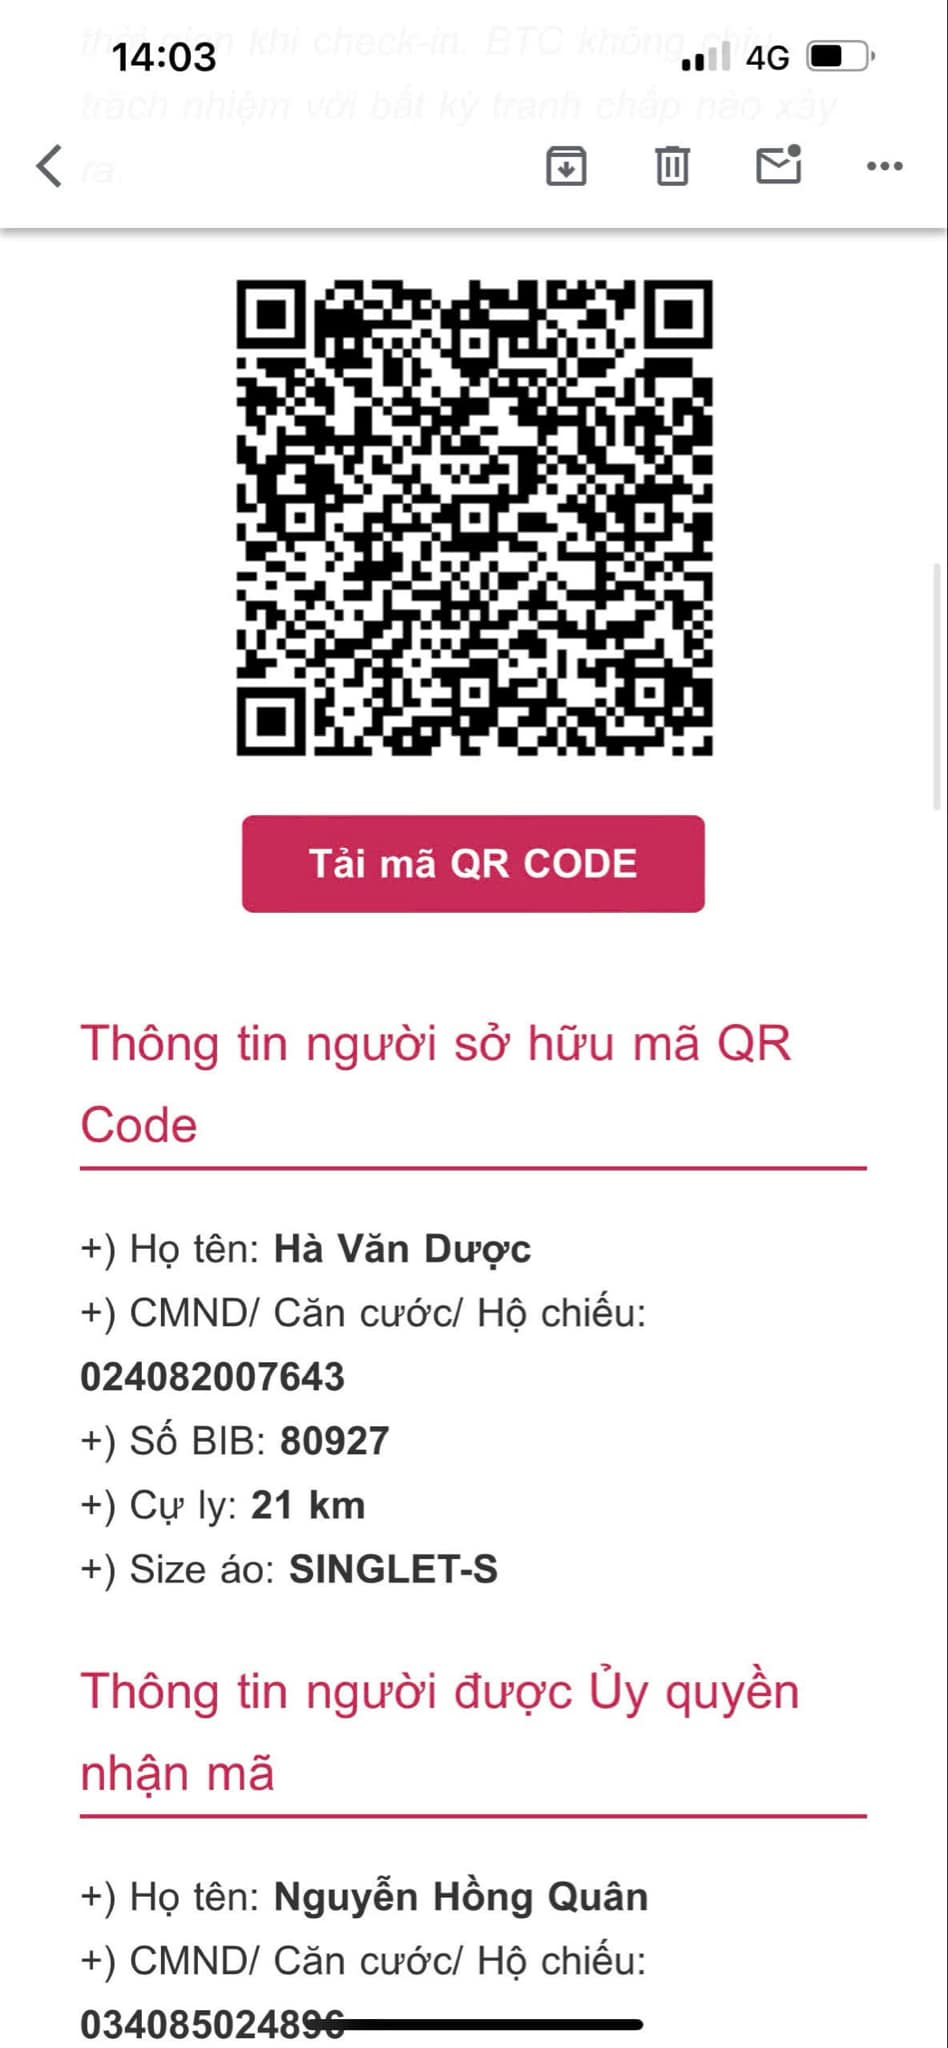 thời gian khi check-in. BTC không chịu
14:03
4G
trách nhiệm với bất kỳ tranh chấp nào xảy
ra.
Tải mã QR CODE
Thông tin người sở hữu mã QR
Code
+) Họ tên: Hà Văn Dược
+) CMND/ Căn cước/ Hộ chiếu:
024082007643
+) Số BIB: 80927
+) Cự ly: 21 km
+) Size áo: SINGLET-S
Thông tin người được Ủy quyền
nhận mã
+) Họ tên: Nguyễn Hồng Quân
+) CMND/ Căn cước/ Hộ chiếu:
034085024896